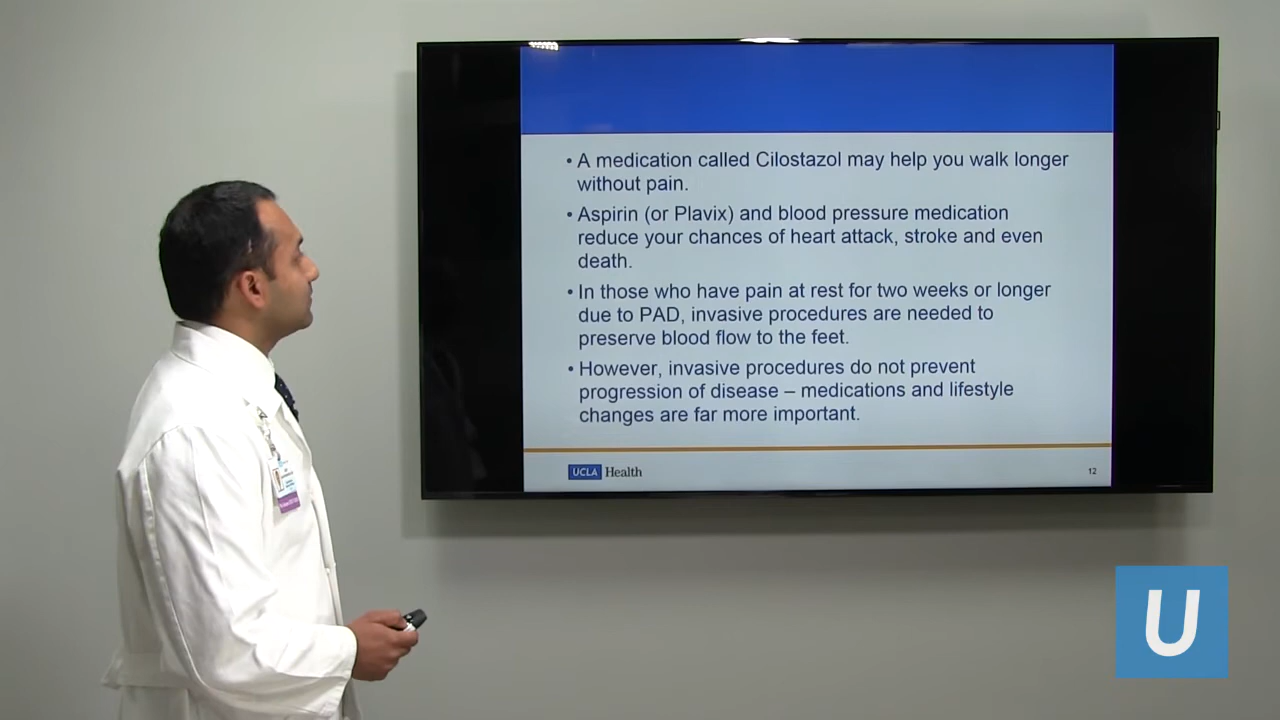 • A medication called Cilostazol may help you walk longer
without pain.
• Aspirin (or Plavix) and blood pressure medication
reduce your chances of heart attack, stroke and even
death.
• In those who have pain at rest for two weeks or longer
due to PAD, invasive procedures are needed to
preserve blood flow to the feet.
• However, invasive procedures do not prevent
progression of disease – medications and lifestyle
changes are far more important.
UCLA Health
12
U